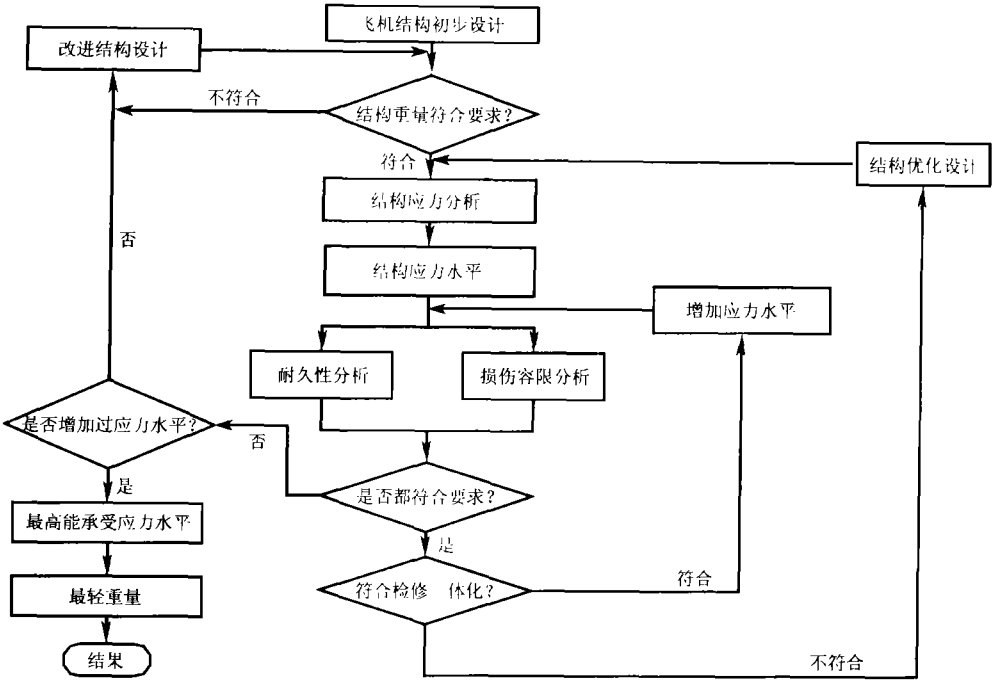 飞机结构初步设计
改进结构设计
不符合
结构重量符合要求?
符合
结构优化设计
结构应力分析
否
结构应力水平
增加应力水平
耐久性分析
损伤容限分析
是否增加过应力水平?
否
是
是否都符合要求?
最高能承受应力水平
是
符合检修 体化?
符合
最轻重量
结果
不符合